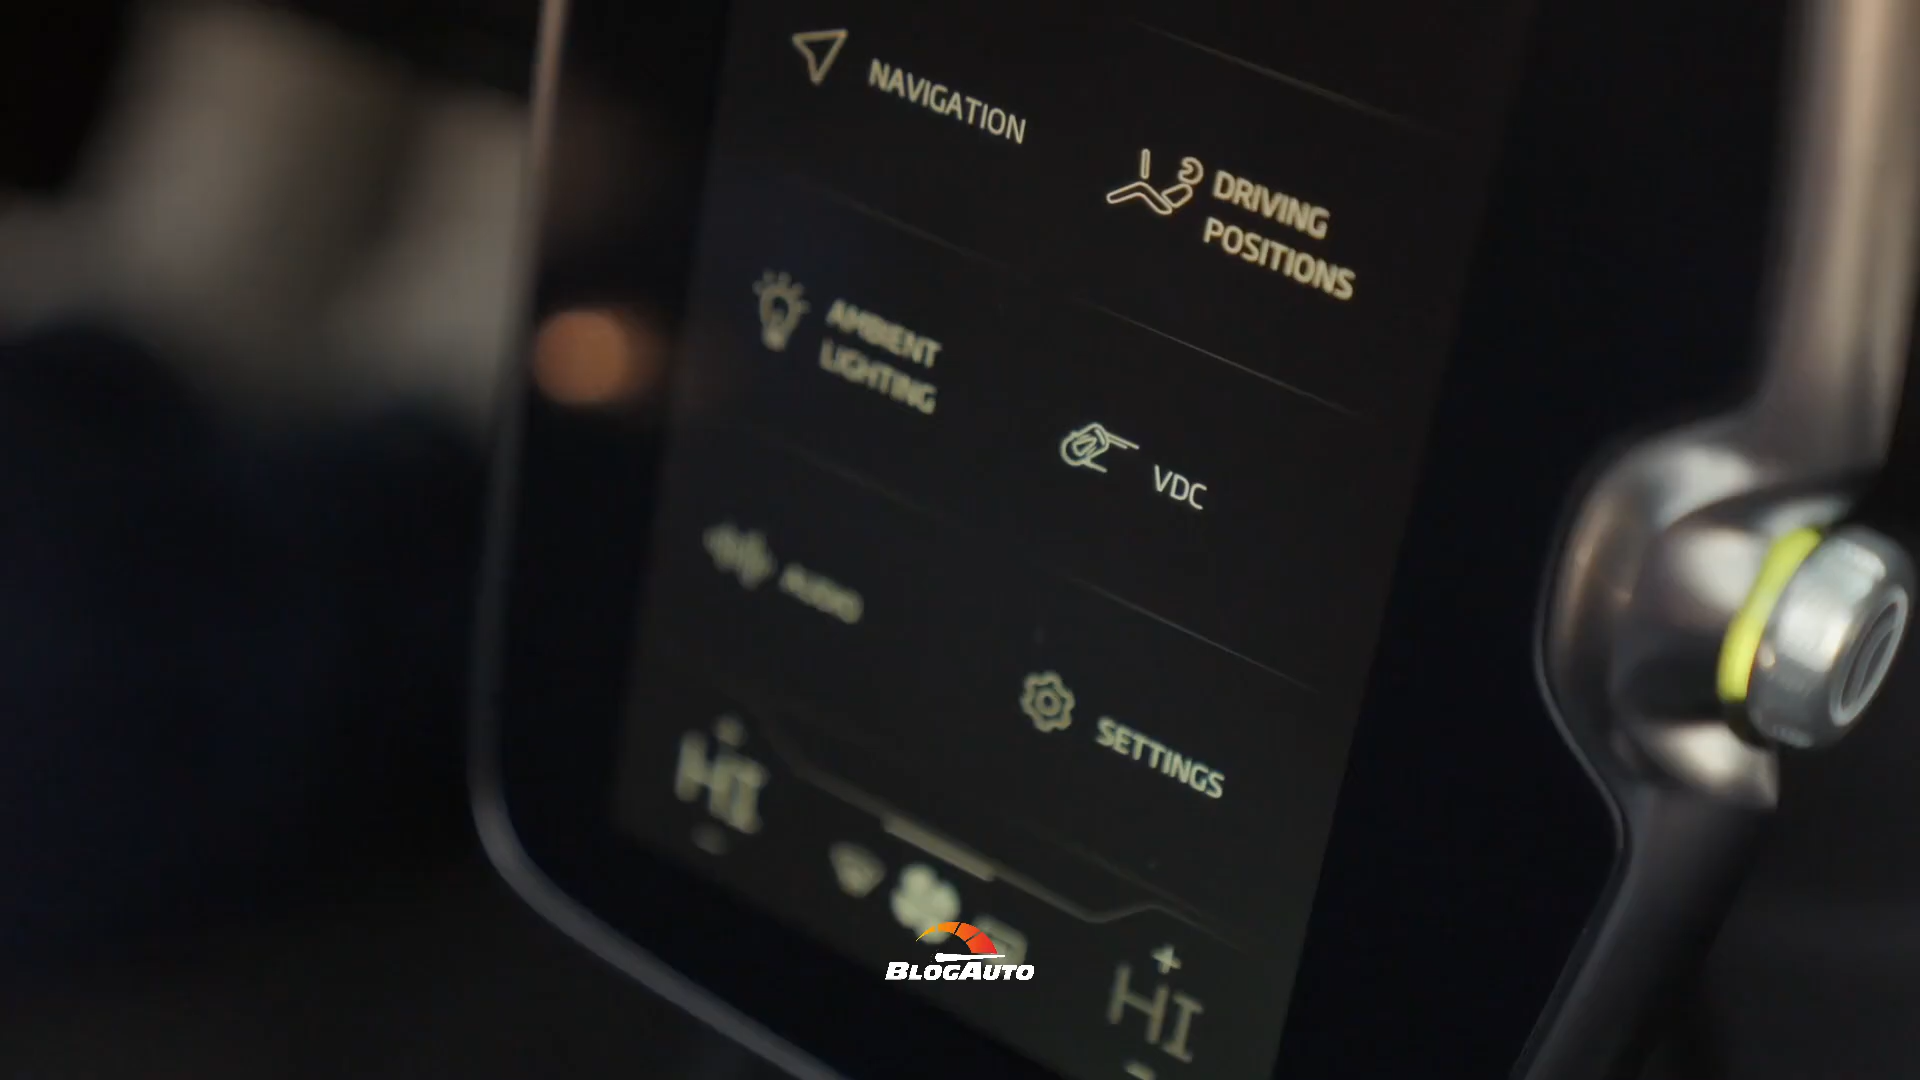 NAVIGATION
DRIVING
POSITIONS
AMBIENT
LIGHTING
VDC
AUDIO
SETTINGS
+
HI
-
+
HI
-
BLOGAUTO